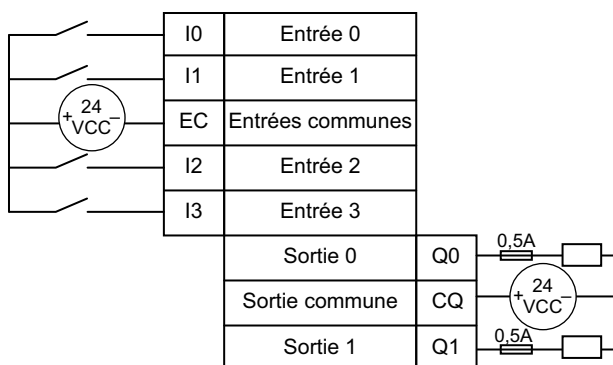 I0 Entrée 0
I1 Entrée 1
+ 24 VCC –
EC Entrées communes
I2 Entrée 2
I3 Entrée 3
Sortie 0 Q0 0,5A
Sortie commune CQ
+ 24 VCC –
Sortie 1 Q1 0,5A